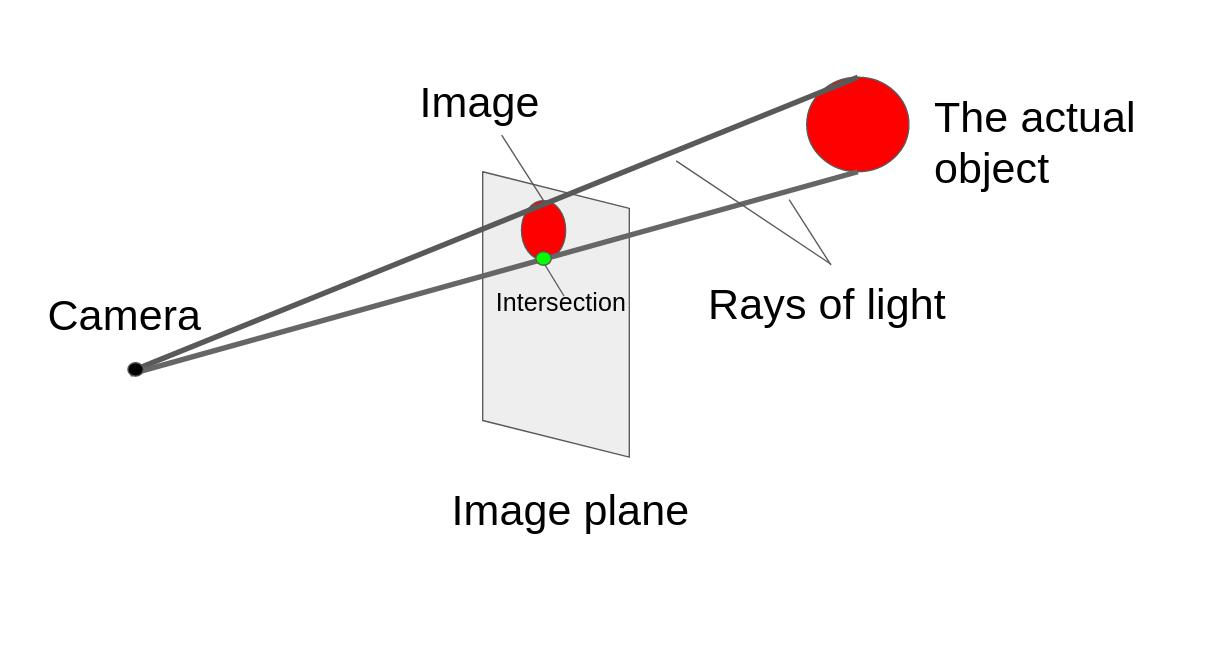 Image
The actual
object
Camera
Intersection
Rays of light
Image plane